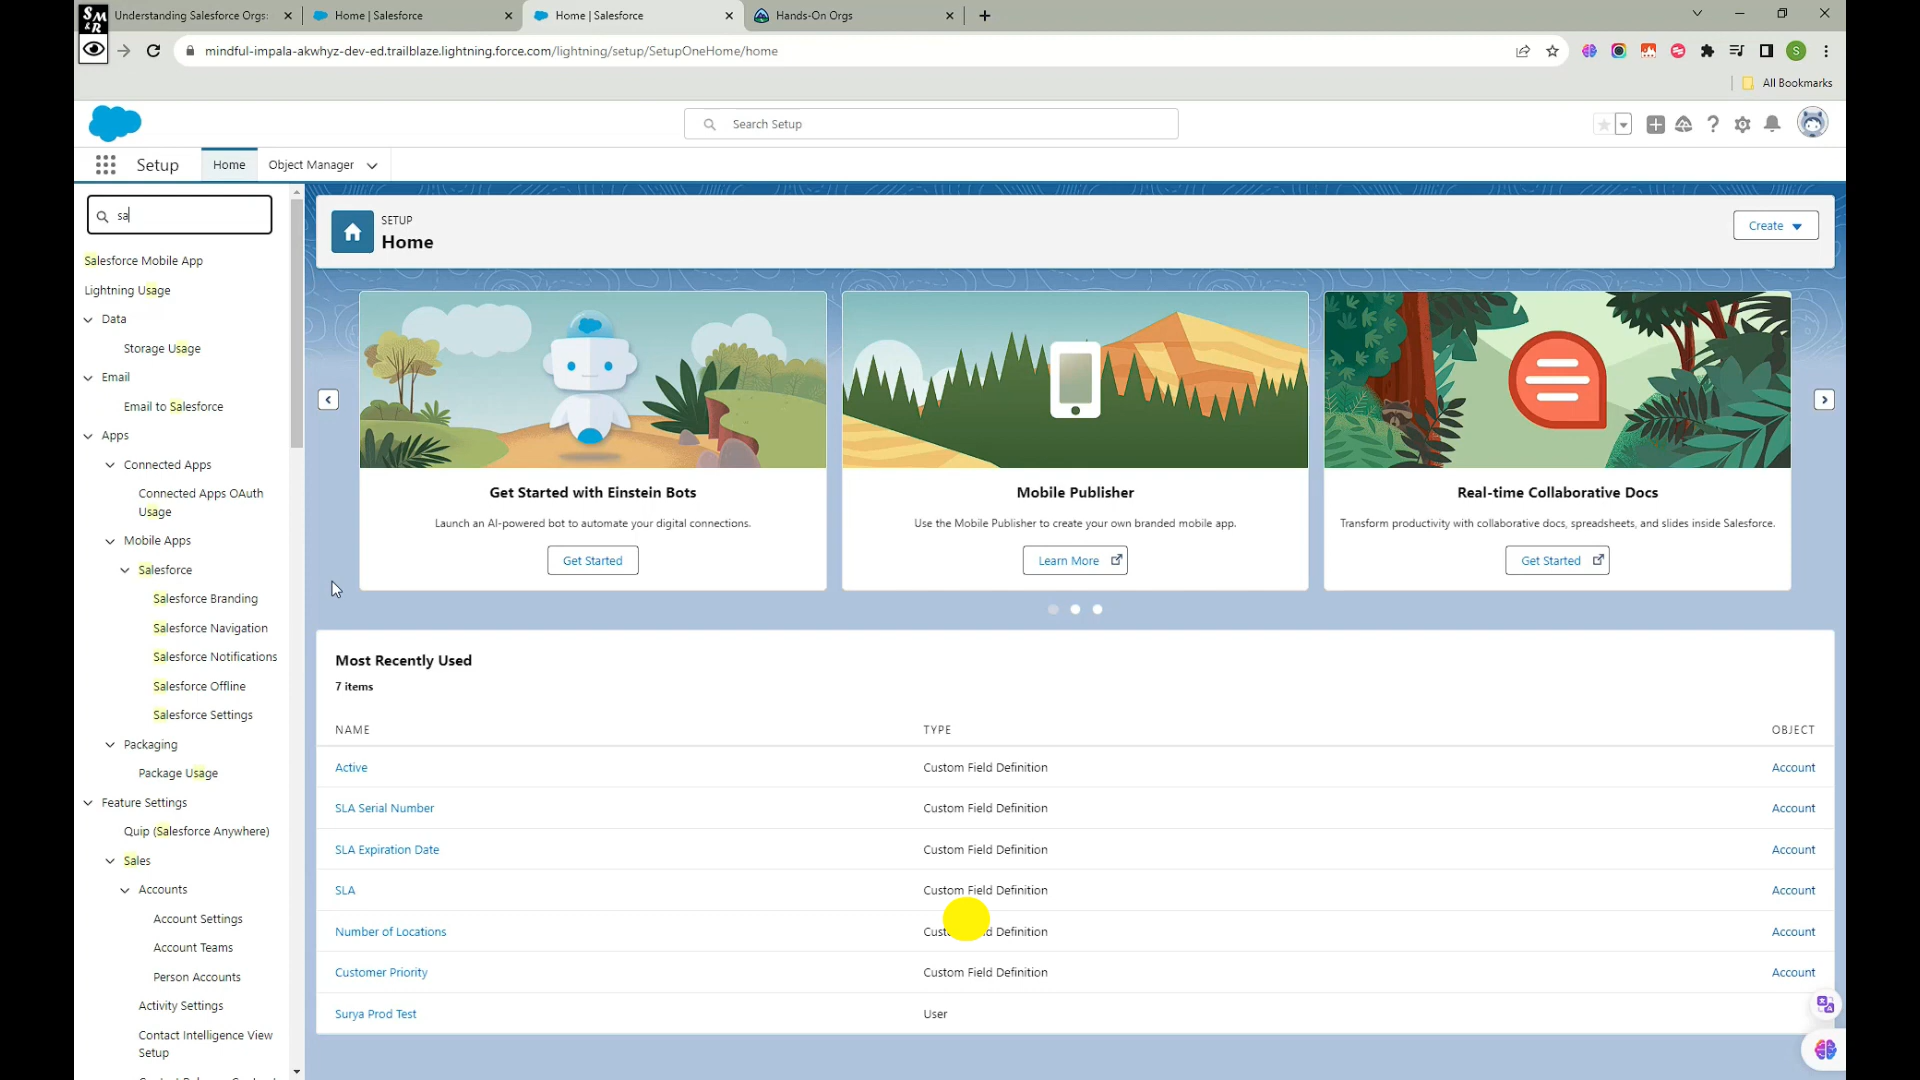 S
M
&
R
Understanding Salesforce Orgs:
Home | Salesforce
Home | Salesforce
Hands-On Orgs
mindful-impala-akwhyz-dev-ed.trailblaze.lightning.force.com/lightning/setup/SetupOneHome/home
S
All Bookmarks
Search Setup
Setup
Home
Object Manager
sa
Salesforce Mobile App
Lightning Usage
Data
Storage Usage
Email
Email to Salesforce
Apps
Connected Apps
Connected Apps OAuth
Usage
Mobile Apps
Salesforce
Salesforce Branding
Salesforce Navigation
Salesforce Notifications
Salesforce Offline
Salesforce Settings
Packaging
Package Usage
Feature Settings
Quip (Salesforce Anywhere)
Sales
Accounts
Account Settings
Account Teams
Person Accounts
Activity Settings
Contact Intelligence View
Setup
SETUP
Home
Create
Get Started with Einstein Bots
Launch an AI-powered bot to automate your digital connections.
Get Started
Mobile Publisher
Use the Mobile Publisher to create your own branded mobile app.
Learn More
Real-time Collaborative Docs
Transform productivity with collaborative docs, spreadsheets, and slides inside Salesforce.
Get Started
Most Recently Used
7 items
NAME TYPE OBJECT
Active Custom Field Definition Account
SLA Serial Number Custom Field Definition Account
SLA Expiration Date Custom Field Definition Account
SLA Custom Field Definition Account
Number of Locations Definition Account
Customer Priority Custom Field Definition Account
Surya Prod Test User